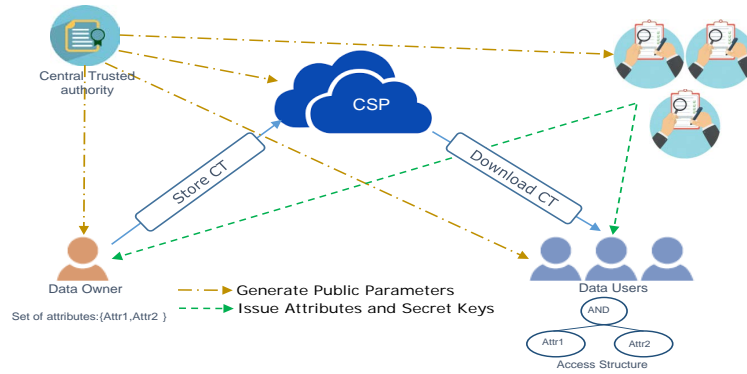 Central Trusted
authority
CSP
Store CT
Download CT
Data Owner
Set of attributes:{Attr1,Attr2 }
Generate Public Parameters
Issue Attributes and Secret Keys
Data Users
AND
Attr1
Attr2
Access Structure